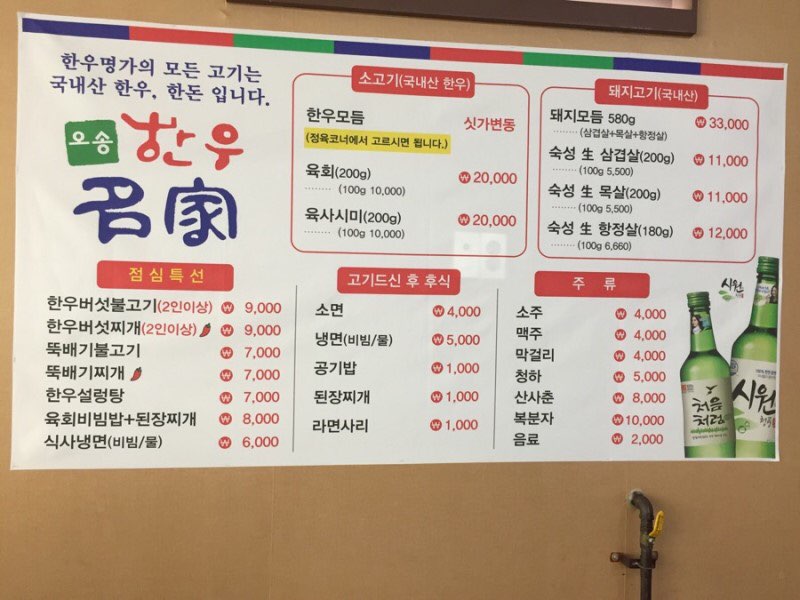 한우명가의 모든 고기는
국내산 한우, 한돈 입니다.
오송 한우
名家
소고기(국내산 한우)
한우모듬 싯가변동
(정육코너에서 고르시면 됩니다.)
육회(200g) ₩ 20,000
········ (100g 10,000)
육사시미(200g) ₩ 20,000
········ (100g 10,000)
돼지고기(국내산)
돼지모듬 580g ₩ 33,000
········ (삼겹살+목살+항정살)
숙성 生 삼겹살(200g) ₩ 11,000
········ (100g 5,500)
숙성 生 목살(200g) ₩ 11,000
········ (100g 5,500)
숙성 生 항정살(180g) ₩ 12,000
········ (100g 6,660)
점심특선
한우버섯불고기(2인이상) ₩ 9,000
한우버섯찌개(2인이상) ₩ 9,000
뚝배기불고기 ₩ 7,000
뚝배기찌개 ₩ 7,000
한우설렁탕 ₩ 7,000
육회비빔밥+된장찌개 ₩ 8,000
식사냉면(비빔/물) ₩ 6,000
고기드신 후 후식
소면 ₩ 4,000
냉면(비빔/물) ₩ 5,000
공기밥 ₩ 1,000
된장찌개 ₩ 1,000
라면사리 ₩ 1,000
주 류
소주 ₩ 4,000
맥주 ₩ 4,000
막걸리 ₩ 4,000
청하 ₩ 4,000
산사춘 ₩ 8,000
복분자 ₩ 10,000
음료 ₩ 2,000
시원
처음
처럼
시원
청풍